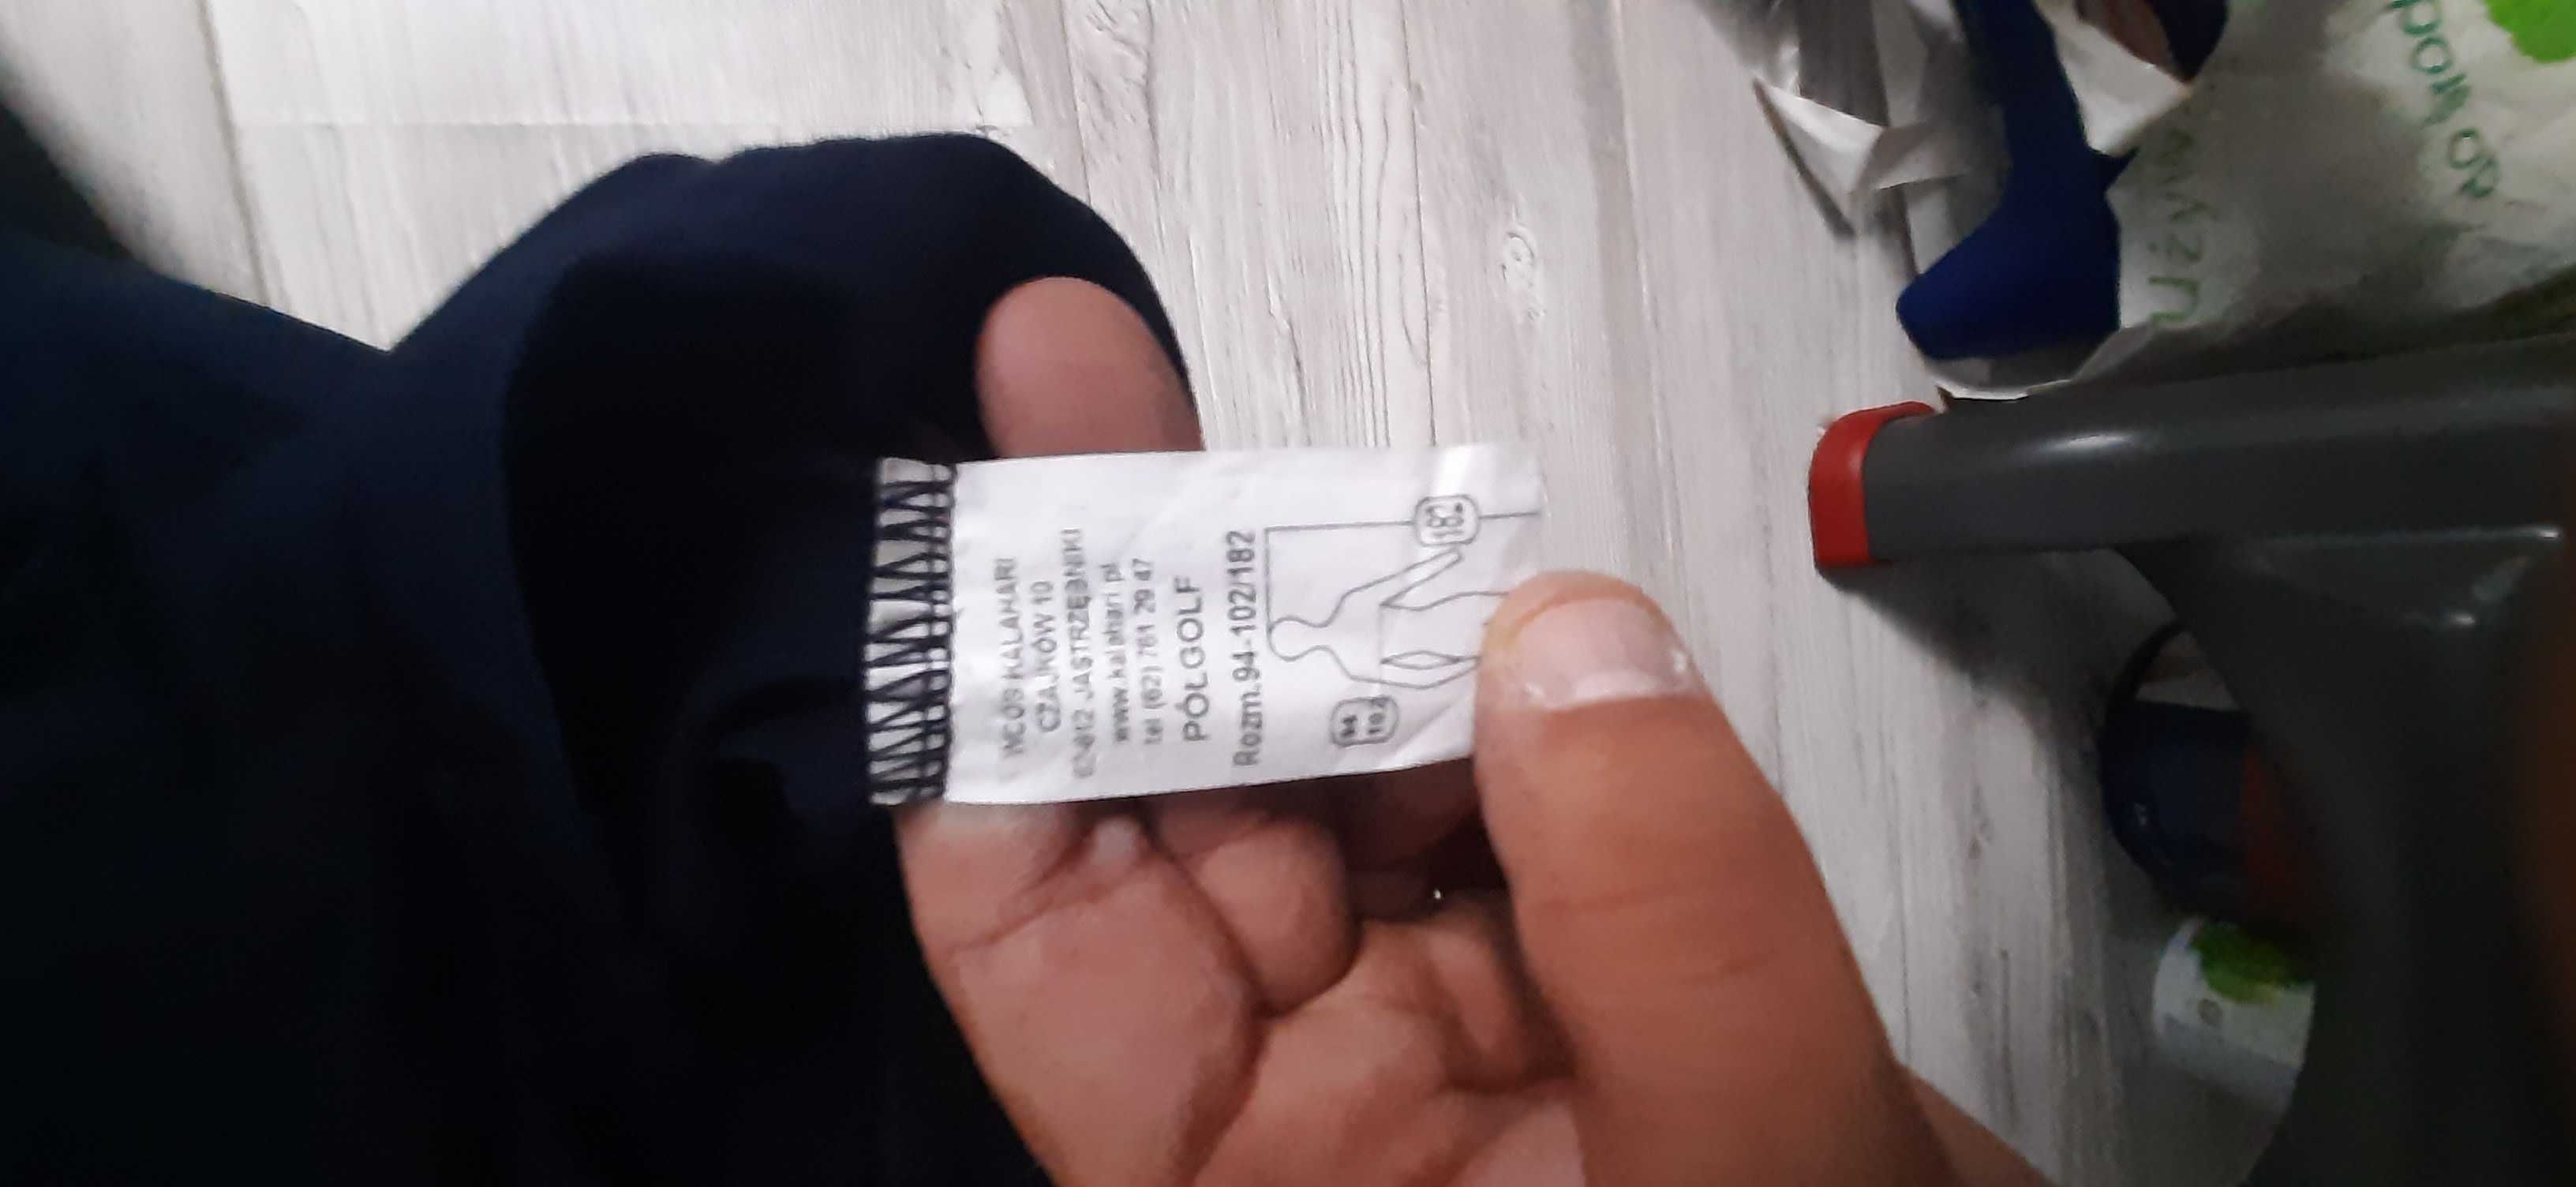 KALAHARI
CZAJKÓW 10
JASTRZĘBNIKI
www.kalahari.pl
tel (62) 761 29 47
PÓŁGOLF
Rozm.94-102/182
182
94
102